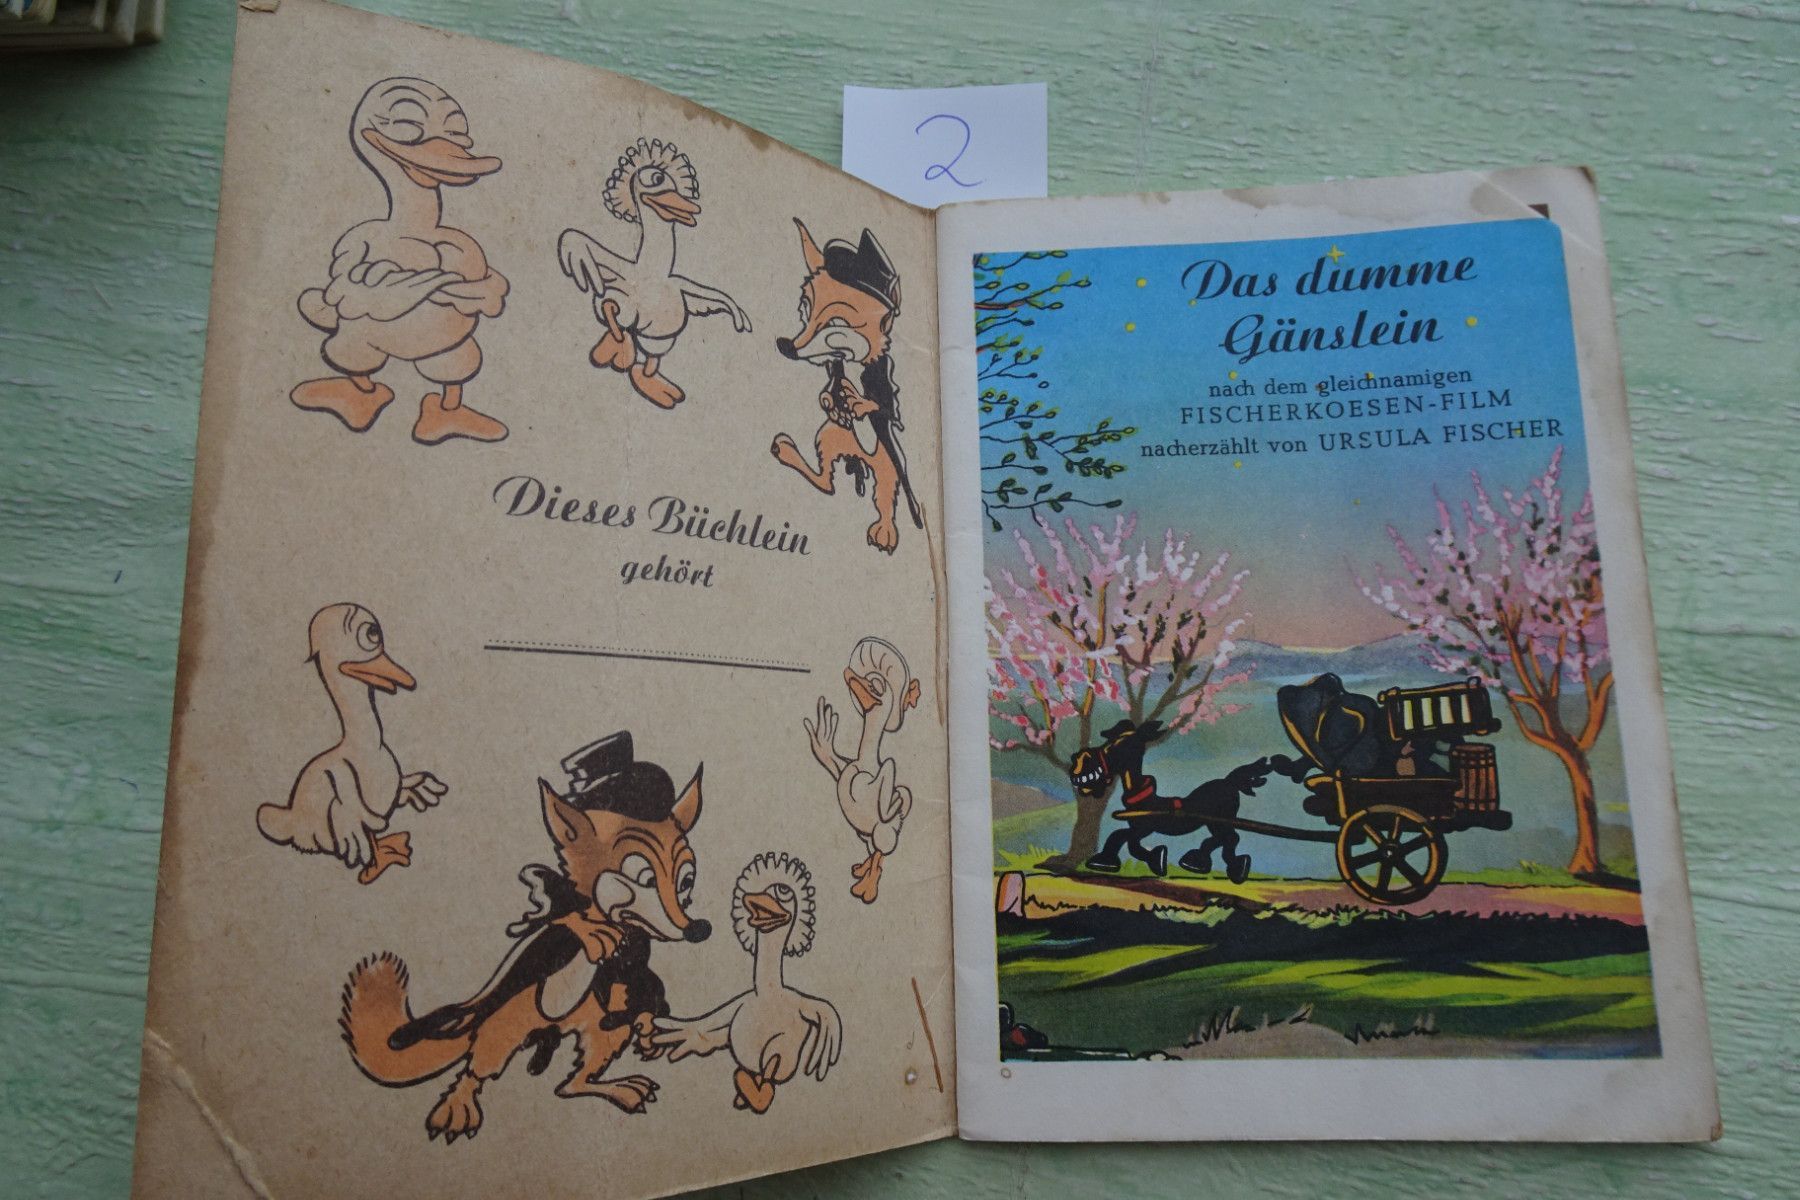 2
Dieses Büchlein
gehört
Das dumme
Gänslein
nach dem gleichnamigen
FISCHERKOESEN-FILM
nacherzählt von URSULA FISCHER